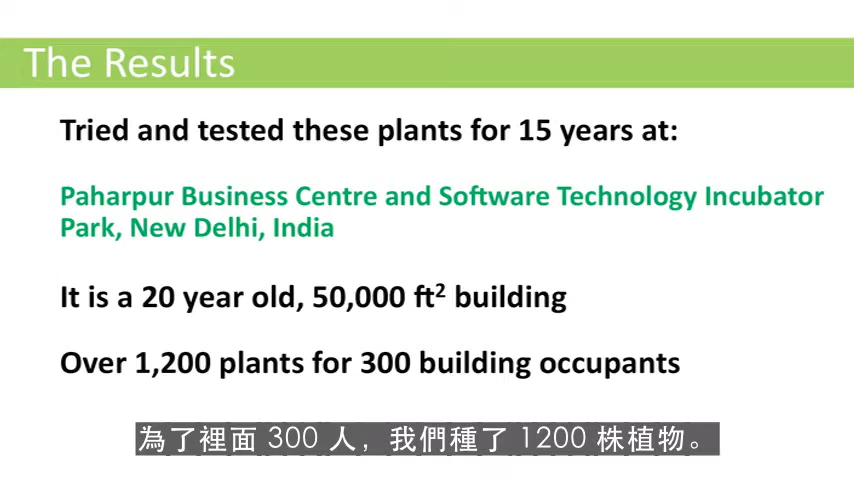 The Results
Tried and tested these plants for 15 years at:
Paharpur Business Centre and Software Technology Incubator
Park, New Delhi, India
It is a 20 year old, 50,000 ft² building
Over 1,200 plants for 300 building occupants
為了裡面 300 人，我們種了 1200 株植物。